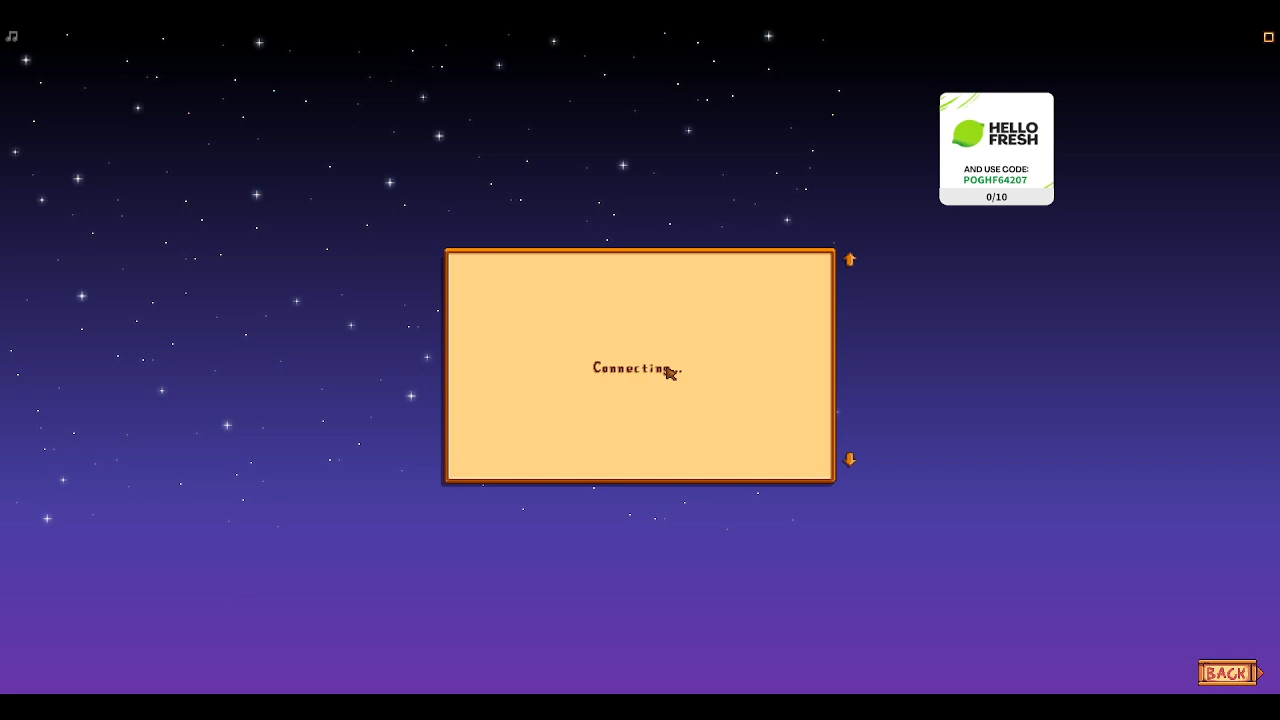 HELLO
FRESH
AND USE CODE:
POGHF64207
0/10
Connecting...
BACK